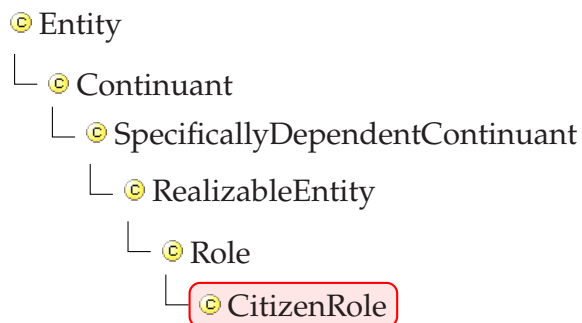 Entity
Continuant
SpecificallyDependentContinuant
RealizableEntity
Role
CitizenRole